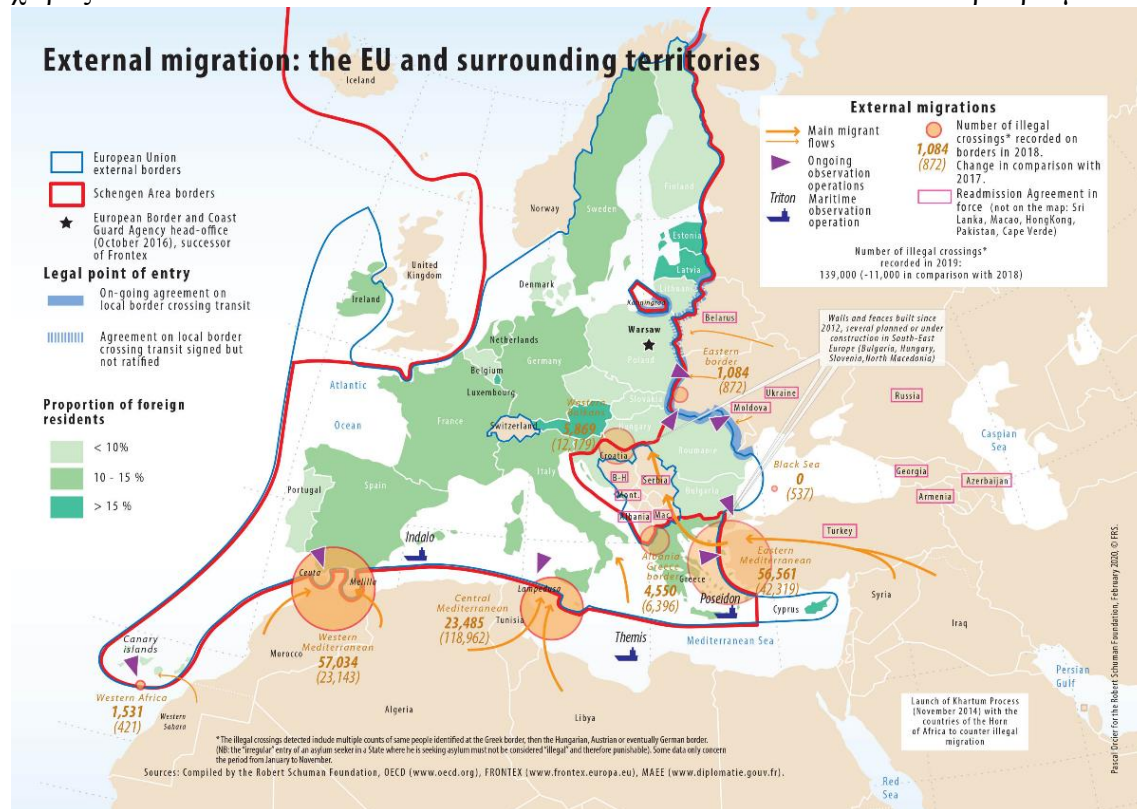 External migration: the EU and surrounding territories
Iceland
European Union
external borders
Schengen Area borders
European Border and Coast
Guard Agency head-office
(October 2016), successor
of Frontex
Legal point of entry
On-going agreement on
local border crossing transit
Agreement on local border
crossing transit signed but
not ratified
Proportion of foreign
residents
< 10%
10 - 15 %
> 15 %
External migrations
Main migrant
flows
Ongoing
observation
operations
Triton
Maritime
observation
operation
1,084
(872)
Number of illegal
crossings* recorded on
borders in 2018.
Change in comparison with
2017.
Readmission Agreement in
force (not on the map: Sri
Lanka, Macao, HongKong,
Pakistan, Cape Verde)
Number of illegal crossings*
recorded in 2019:
139,000 (-11,000 in comparison with 2018)
Walls and fences built since
2012, several planned or under
construction in South-East
Europe (Bulgaria, Hungary,
Slovenia, North Macedonia)
Norway
Sweden
Finland
Estonia
Latvia
Lithuania
Kaliningrad
United
Kingdom
Ireland
Denmark
Netherlands
Belgium
Luxembourg
Germany
Warsaw
Poland
Belarus
Eastern
border
1,084
(872)
Ukraine
Moldova
Russia
Atlantic
Ocean
France
Switzerland
Slovakia
Hungary
Western
Balkans
5,869
(12,179)
Croatia
Roumanie
B-H
Serbia
Mont.
Albania
Mac.
Bulgaria
Black Sea
0
(537)
Caspian
Sea
Georgia
Armenia
Azerbaijan
Turkey
Portugal
Spain
Italy
Indalo
Ceuta
Melilla
Lampedusa
Central
Mediterranean
23,485
(118,962)
Tunisia
Albania
Greece
border
4,550
(6,396)
Greece
Eastern
Mediterranean
56,561
(42,319)
Poseidon
Cyprus
Syria
Iraq
Themis
Mediterranean Sea
Canary
islands
Western Africa
1,531
(421)
Western
Sahara
Morocco
Western
Mediterranean
57,034
(23,143)
Algeria
Libya
Persian
Gulf
Red
Sea
Launch of Khartum Process
(November 2014) with the
countries of the Horn
of Africa to counter illegal
migration
* The illegal crossings detected include multiple counts of same people identified at the Greek border, then the Hungarian, Austrian or eventually German border.
(NB: the "irregular" entry of an asylum seeker in a State where he is seeking asylum must not be considered "illegal" and therefore punishable). Some data only concern
the period from January to November.
Sources: Compiled by the Robert Schuman Foundation, OECD (www.oecd.org), FRONTEX (www.frontex.europa.eu), MAEE (www.diplomatie.gouv.fr).
Pascal Orcier for the Robert Schuman Foundation, February 2020, © FRS.